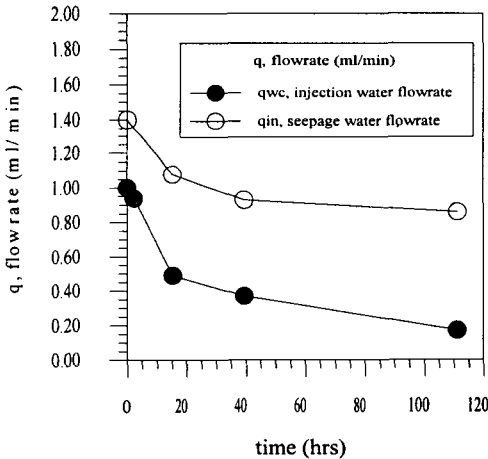 2.00
1.80
1.60
1.40
1.20
1.00
0.80
0.60
0.40
0.20
0.00
q, flowrate (ml/ min)
q, flowrate (ml/min)
qwc, injection water flowrate
qin, seepage water flowrate
0 20 40 60 80 100 120
time (hrs)